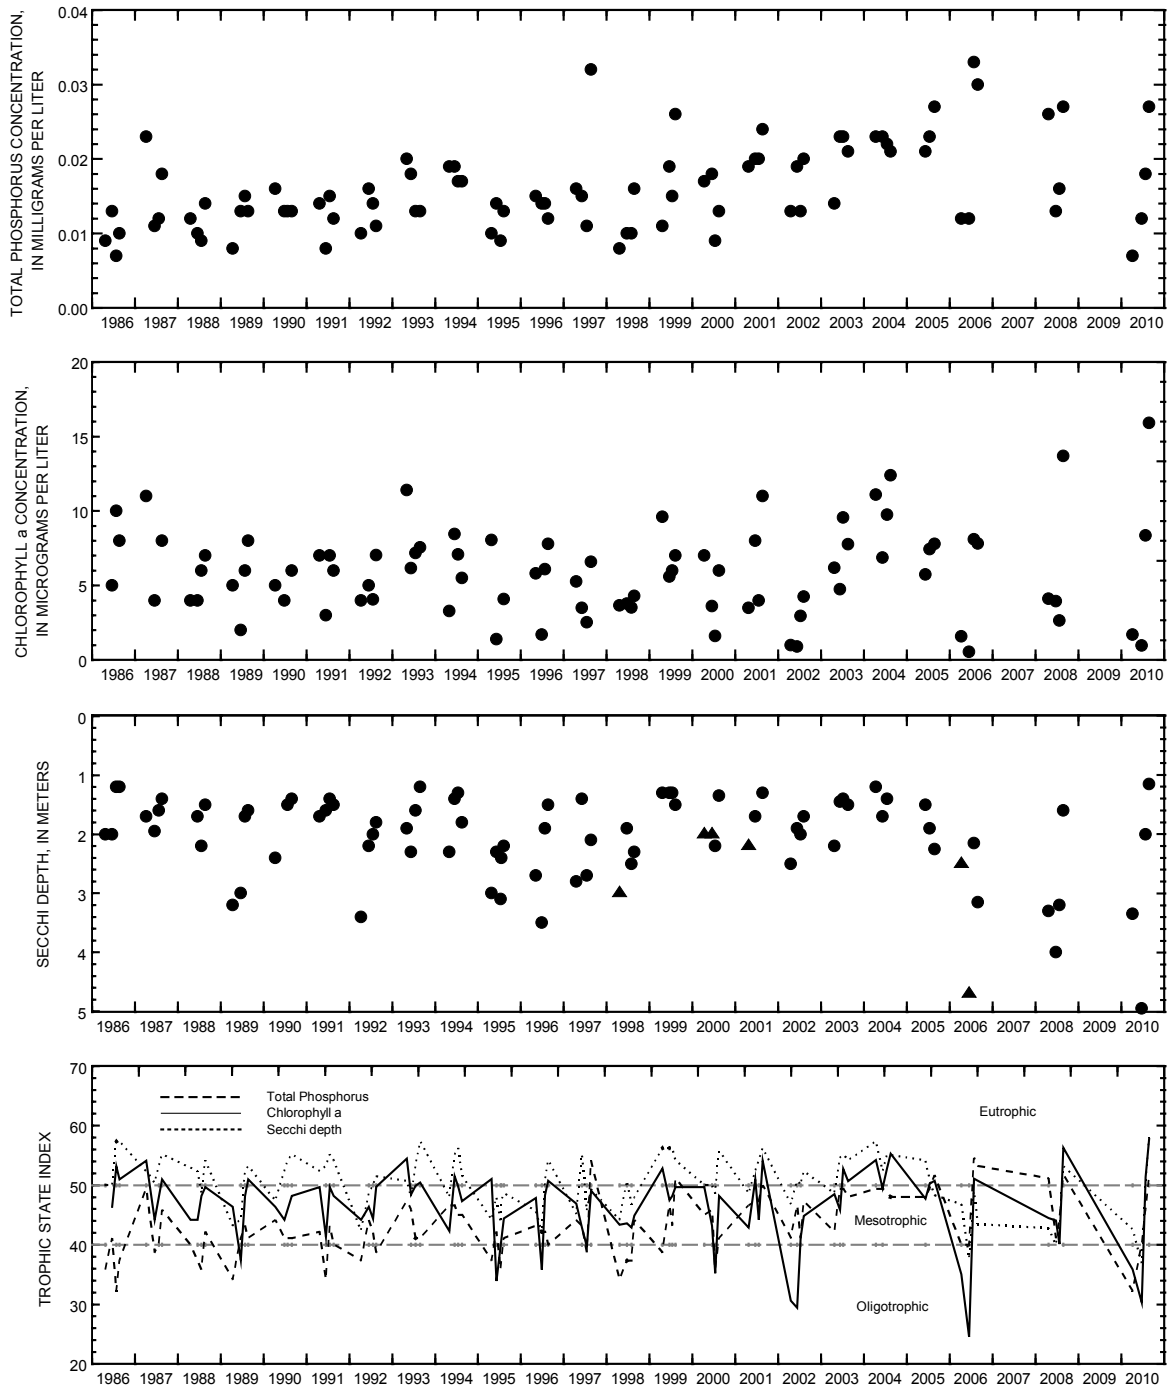 TOTAL PHOSPHORUS CONCENTRATION,
IN MILLIGRAMS PER LITER
0.04
0.03
0.02
0.01
0.00
1986 1987 1988 1989 1990 1991 1992 1993 1994 1995 1996 1997 1998 1999 2000 2001 2002 2003 2004 2005 2006 2007 2008 2009 2010
CHLOROPHYLL a CONCENTRATION,
IN MICROGRAMS PER LITER
20
15
10
5
0
1986 1987 1988 1989 1990 1991 1992 1993 1994 1995 1996 1997 1998 1999 2000 2001 2002 2003 2004 2005 2006 2007 2008 2009 2010
SECCHI DEPTH, IN METERS
0
1
2
3
4
5
1986 1987 1988 1989 1990 1991 1992 1993 1994 1995 1996 1997 1998 1999 2000 2001 2002 2003 2004 2005 2006 2007 2008 2009 2010
TROPHIC STATE INDEX
70
60
50
40
30
20
Total Phosphorus
Chlorophyll a
Secchi depth
Eutrophic
Mesotrophic
Oligotrophic
1986 1987 1988 1989 1990 1991 1992 1993 1994 1995 1996 1997 1998 1999 2000 2001 2002 2003 2004 2005 2006 2007 2008 2009 2010